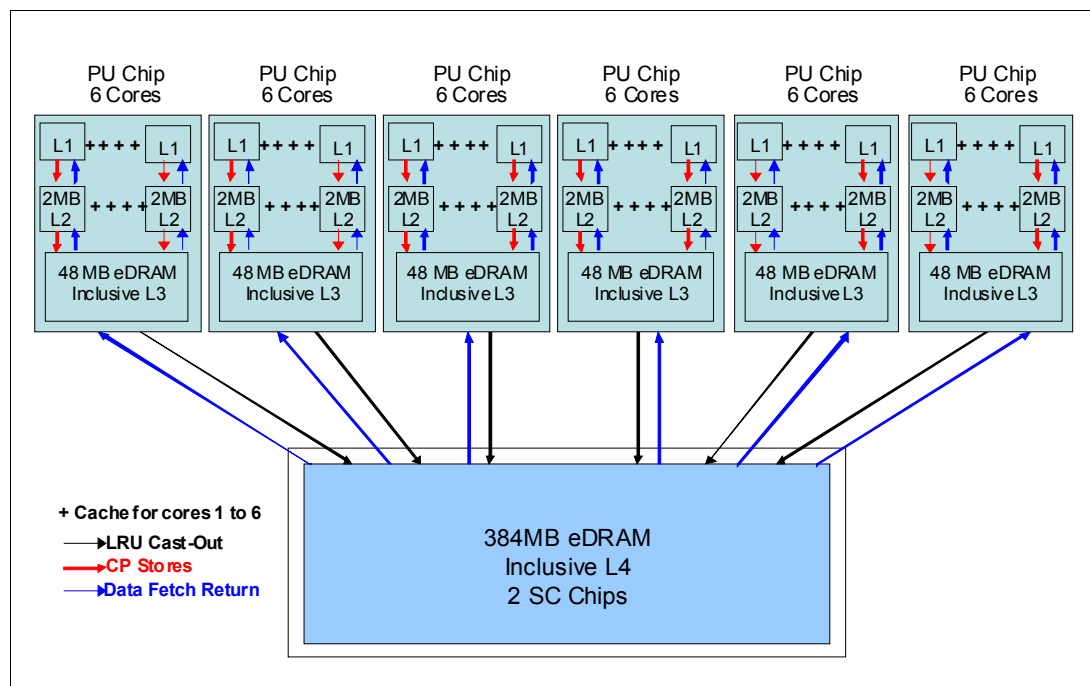 PU Chip PU Chip PU Chip PU Chip PU Chip PU Chip
6 Cores 6 Cores 6 Cores 6 Cores 6 Cores 6 Cores
L1 ++++ L1 L1 ++++ L1 L1 ++++ L1 L1 ++++ L1 L1 ++++ L1 L1 ++++ L1
2MB 2MB 2MB 2MB 2MB 2MB 2MB 2MB 2MB 2MB 2MB 2MB
L2 ++++ L2 L2 ++++ L2 L2 ++++ L2 L2 ++++ L2 L2 ++++ L2 L2 ++++ L2
48 MB eDRAM 48 MB eDRAM 48 MB eDRAM 48 MB eDRAM 48 MB eDRAM 48 MB eDRAM
Inclusive L3 Inclusive L3 Inclusive L3 Inclusive L3 Inclusive L3 Inclusive L3
+ Cache for cores 1 to 6
LRU Cast-Out
CP Stores
Data Fetch Return
384MB eDRAM
Inclusive L4
2 SC Chips